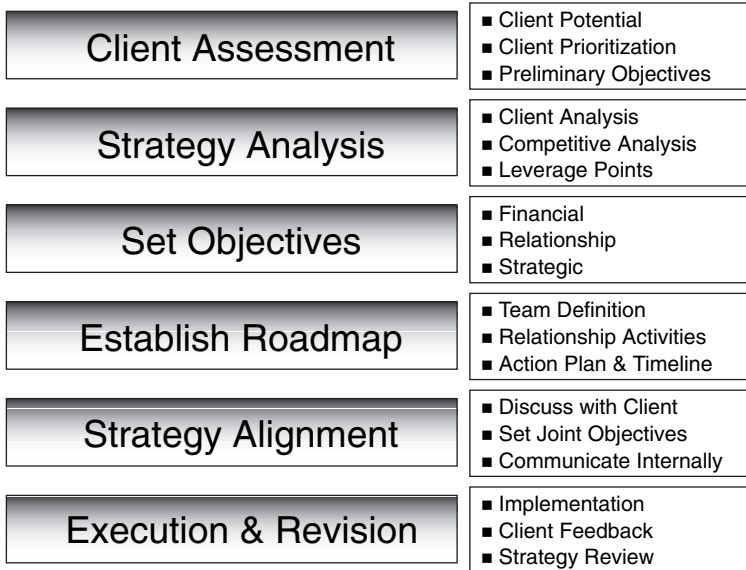 Client Assessment
■ Client Potential
■ Client Prioritization
■ Preliminary Objectives
Strategy Analysis
■ Client Analysis
■ Competitive Analysis
■ Leverage Points
Set Objectives
■ Financial
■ Relationship
■ Strategic
Establish Roadmap
■ Team Definition
■ Relationship Activities
■ Action Plan & Timeline
Strategy Alignment
■ Discuss with Client
■ Set Joint Objectives
■ Communicate Internally
Execution & Revision
■ Implementation
■ Client Feedback
■ Strategy Review